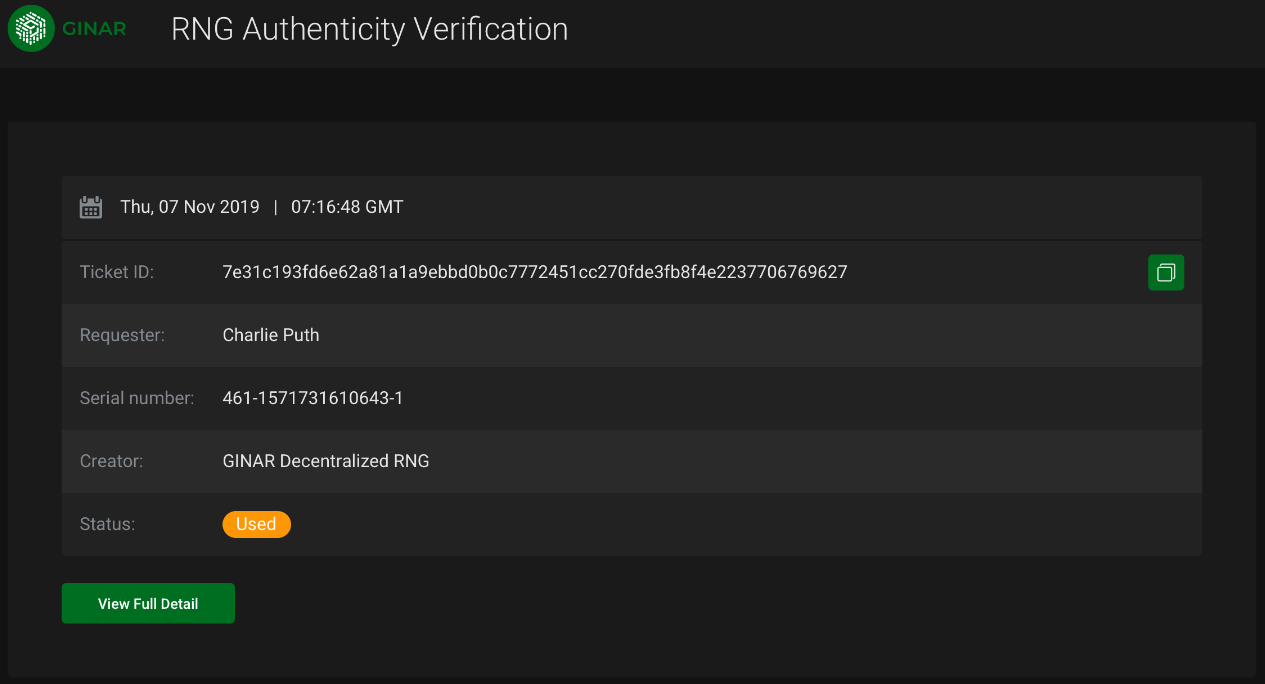 GINAR RNG Authenticity Verification
Thu, 07 Nov 2019 | 07:16:48 GMT
Ticket ID: 7e31c193fd6e62a81a1a9ebbd0b0c7772451cc270fde3fb8f4e2237706769627
Requester: Charlie Puth
Serial number: 461-1571731610643-1
Creator: GINAR Decentralized RNG
Status: Used
View Full Detail